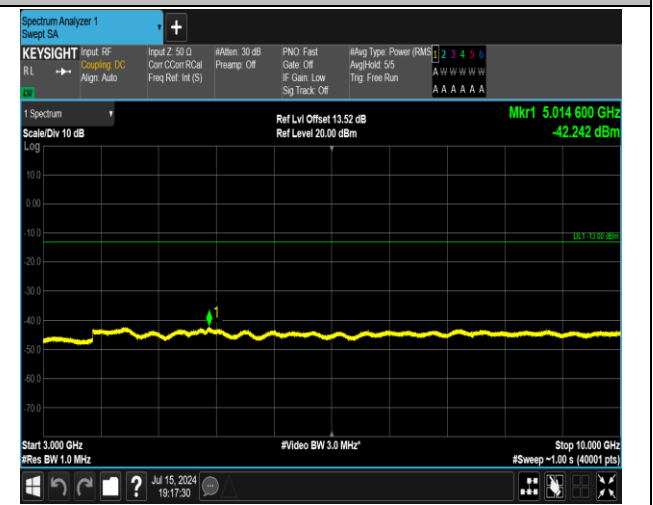 Spectrum Analyzer 1
Swept SA
+
KEYSIGHT
RL
Input: RF
Coupling: DC
Align: Auto
Input Z: 50 Ω
Corr CCorr RCal
Freq Ref: Int (S)
#Atten: 30 dB
Preamp: Off
PNO: Fast
Gate: Off
IF Gain: Low
Sig Track: Off
#Avg Type: Power (RMS
Avg|Hold: 5/5
Trig: Free Run
1 2 3 4 5 6
A W W W W W
A A A A A A
1 Spectrum
Scale/Div 10 dB
Log
Ref Lvl Offset 13.52 dB
Ref Level 20.00 dBm
Mkr1 5.014 600 GHz
-42.242 dBm
10.0
0.00
-10.0
DL1 -13.00 dBm
-20.0
-30.0
-40.0
1
-50.0
-60.0
-70.0
Start 3.000 GHz
#Res BW 1.0 MHz
#Video BW 3.0 MHz*
Stop 10.000 GHz
#Sweep ~1.00 s (40001 pts)
?
Jul 15, 2024
19:17:30